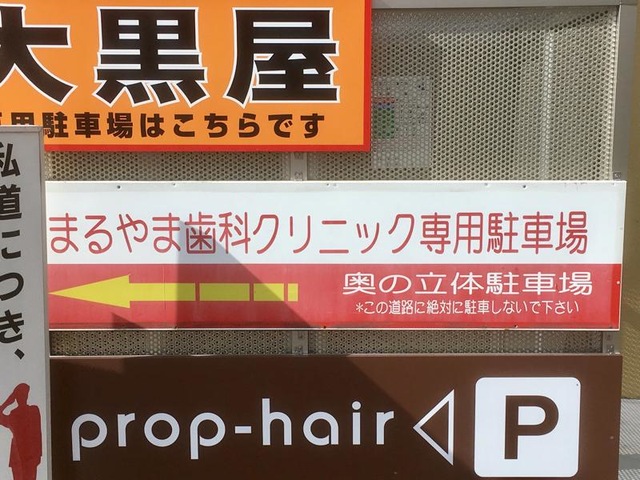 大黒屋
専用駐車場はこちらです
私道につき、
まるやま歯科クリニック専用駐車場
奥の立体駐車場
*この道路に絶対に駐車しないで下さい
prop-hair P